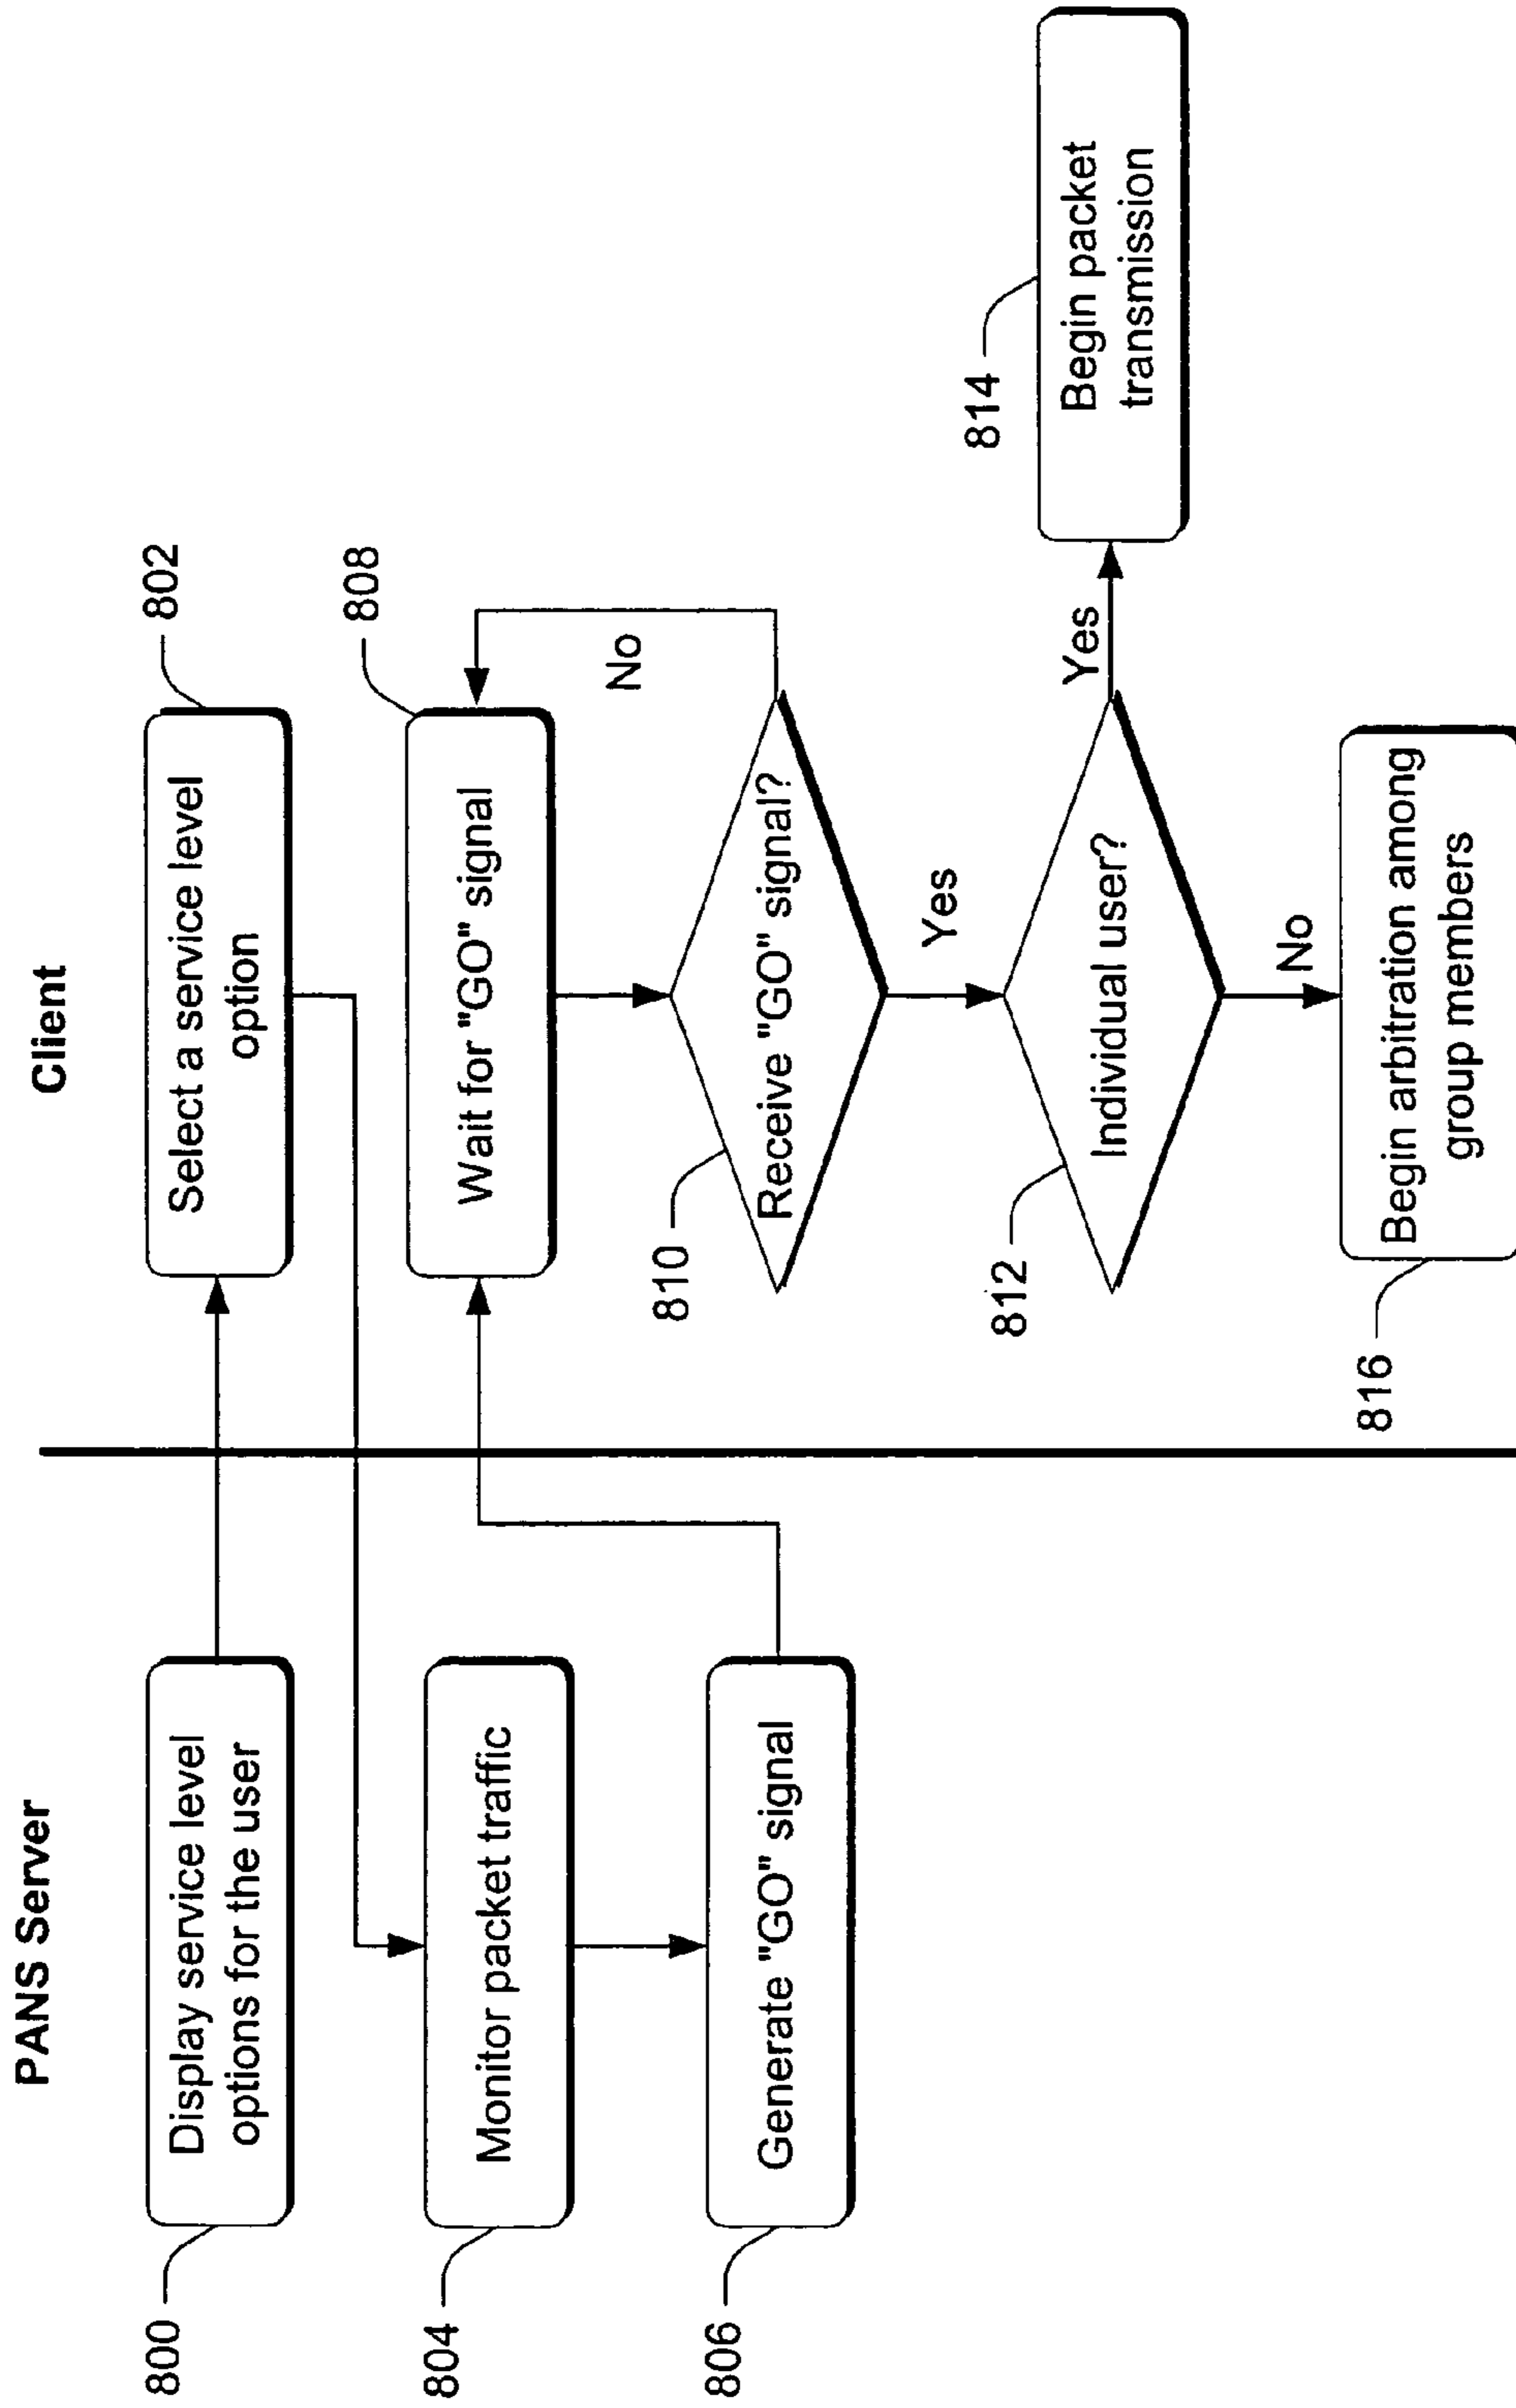 PANS Server
Client
800
Display service level
options for the user
802
Select a service level
option
804
Monitor packet traffic
806
Generate "GO" signal
808
Wait for "GO" signal
No
810
Receive "GO" signal?
Yes
812
Individual user?
Yes
814
Begin packet
transmission
No
816
Begin arbitration among
group members